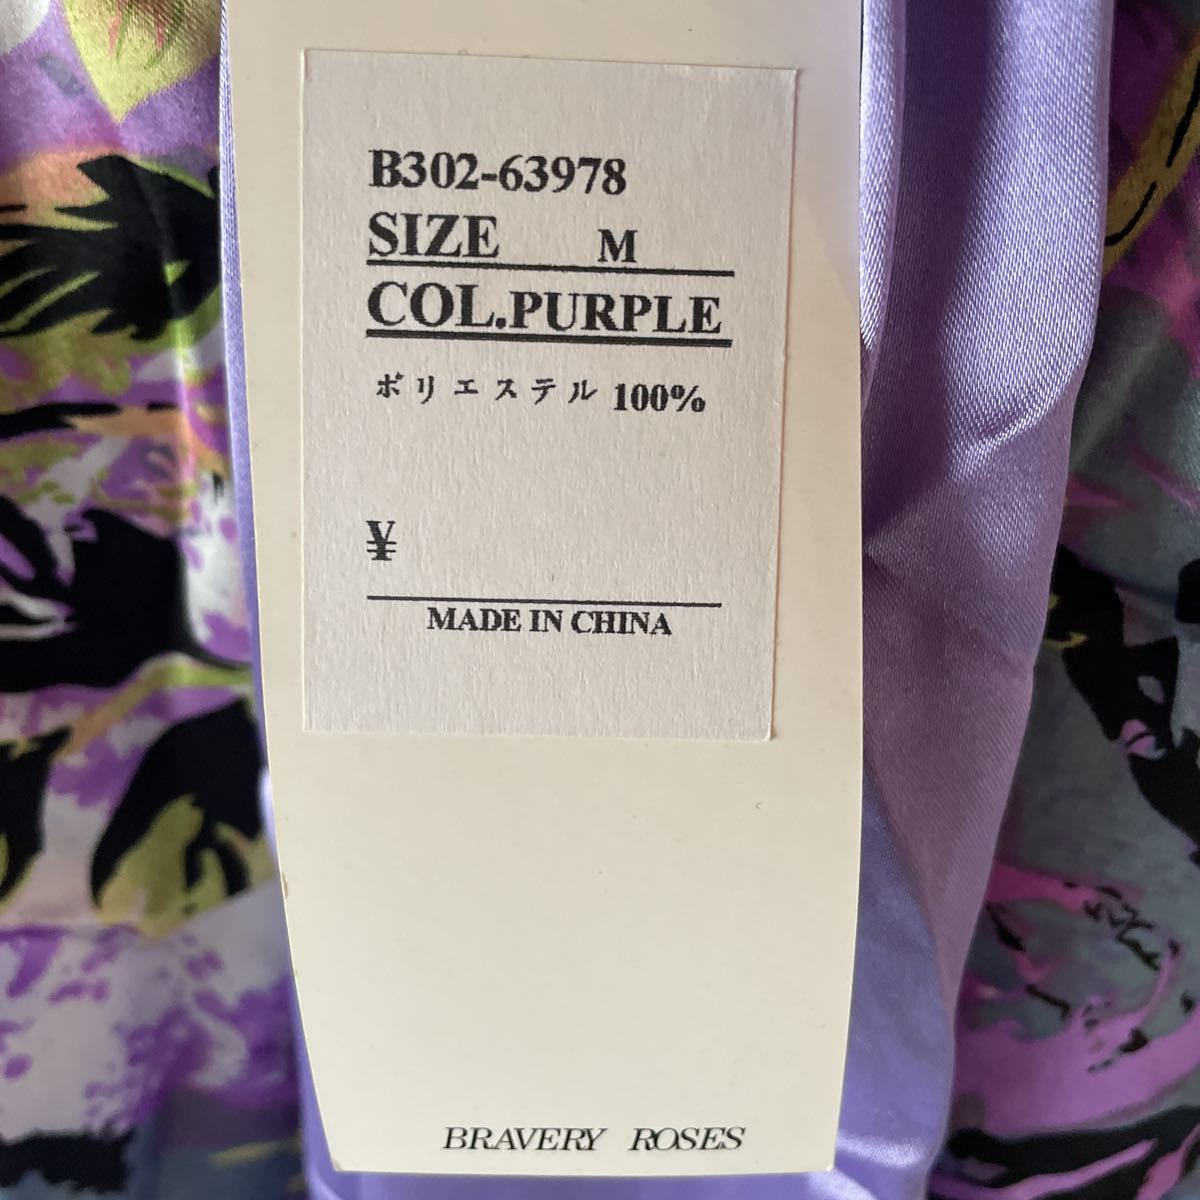 B302-63978
SIZE M
COL.PURPLE
ポリエステル 100%
¥
MADE IN CHINA
BRAVERY ROSES